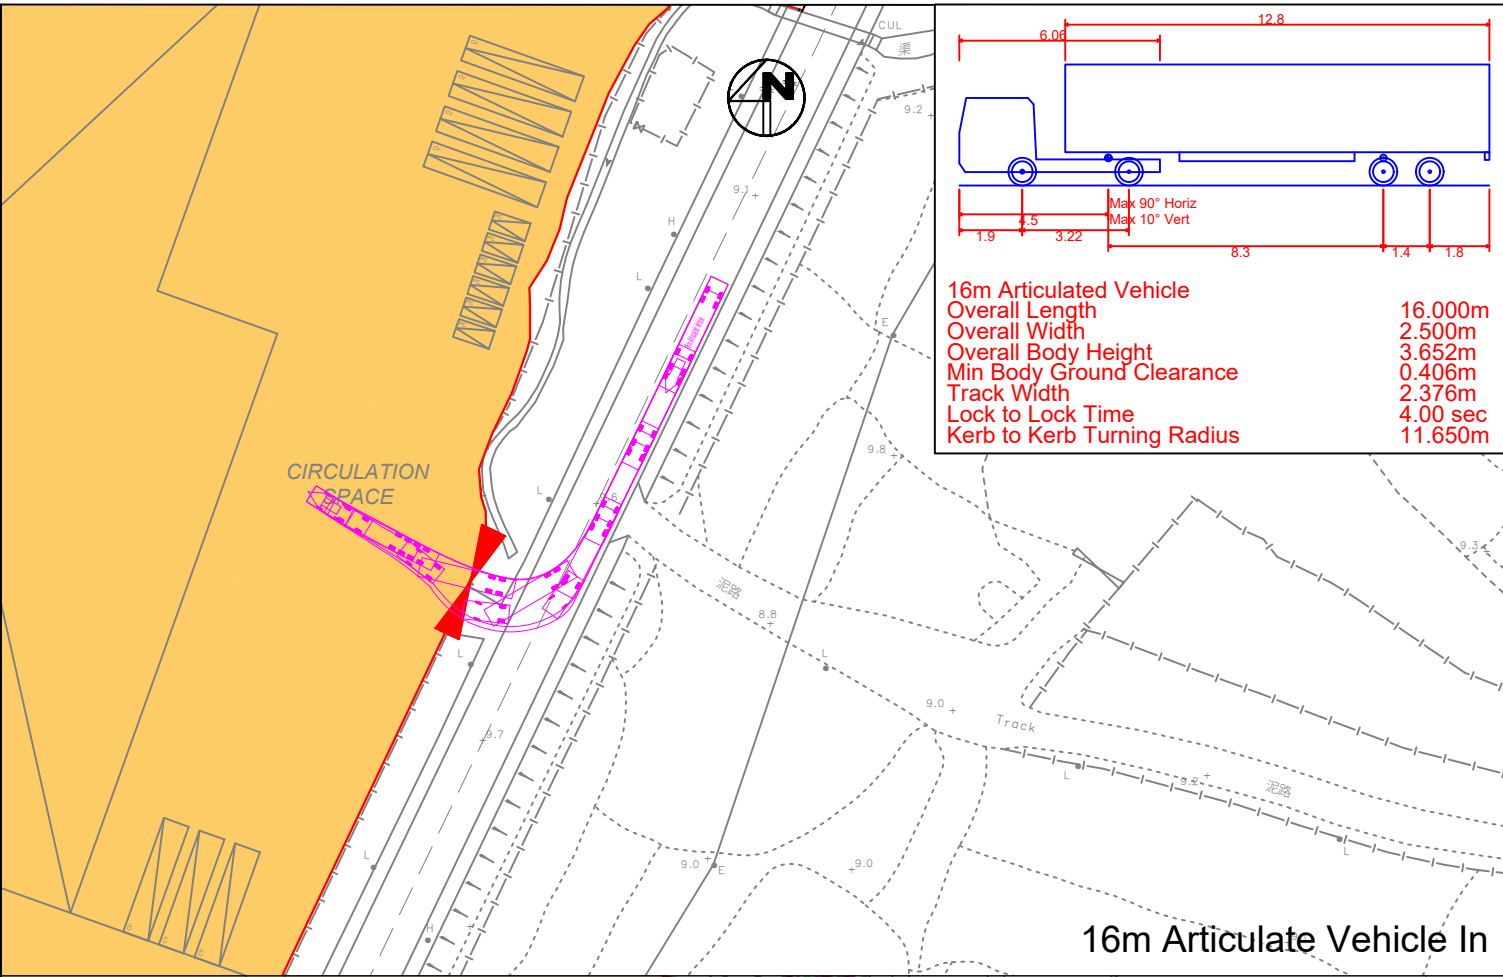 CUL
渠
N
9.2
9.1
H
L
E
9.8
L
9.6
CIRCULATION
SPACE
泥路
8.8
L
L
9.7
9.0
Track
9.3
L
9.2
泥路
L
L
9.0
E
9.0
H
12.8
6.06
Max 90° Horiz
Max 10° Vert
4.5
1.9
3.22
8.3
1.4
1.8
16m Articulated Vehicle
Overall Length 16.000m
Overall Width 2.500m
Overall Body Height 3.652m
Min Body Ground Clearance 0.406m
Track Width 2.376m
Lock to Lock Time 4.00 sec
Kerb to Kerb Turning Radius 11.650m
16m Articulate Vehicle In